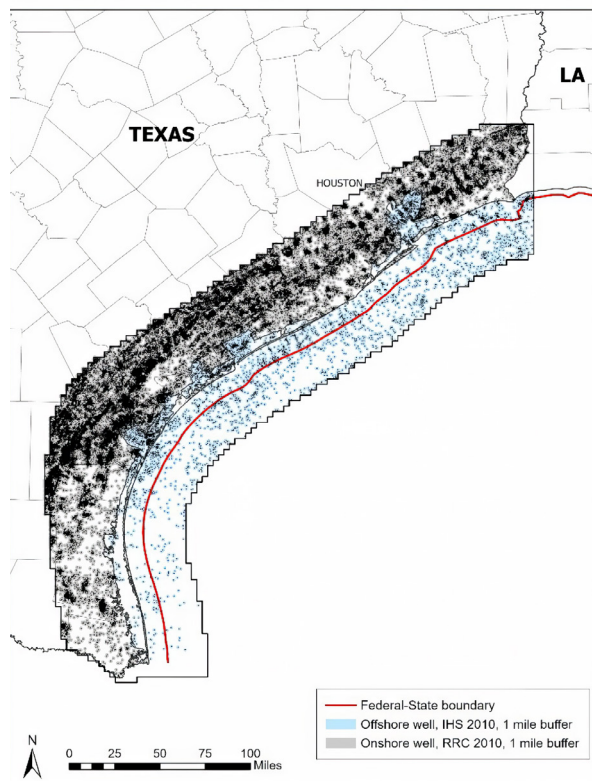 LA
TEXAS
HOUSTON
Federal-State boundary
Offshore well, IHS 2010, 1 mile buffer
Onshore well, RRC 2010, 1 mile buffer
N
0 25 50 75 100
Miles